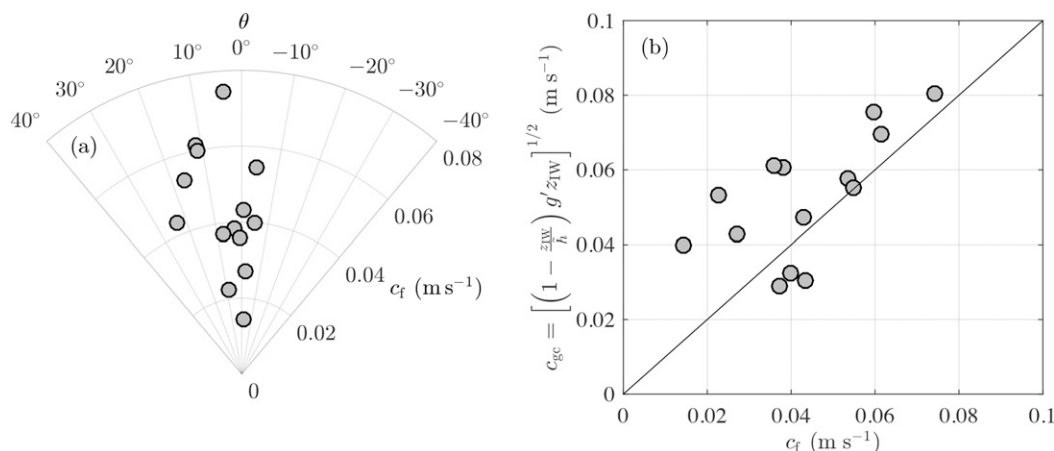 θ
0°
10° −10°
20° −20°
30° −30°
40° −40°
(a)
0.08
0.06
0.04
c_f (m s⁻¹)
0.02
0
(b)
0.1
0.08
0.06
0.04
0.02
0
c_gc = [(1 − z_IW/h) g′z_IW]^1/2 (m s⁻¹)
0 0.02 0.04 0.06 0.08 0.1
c_f (m s⁻¹)